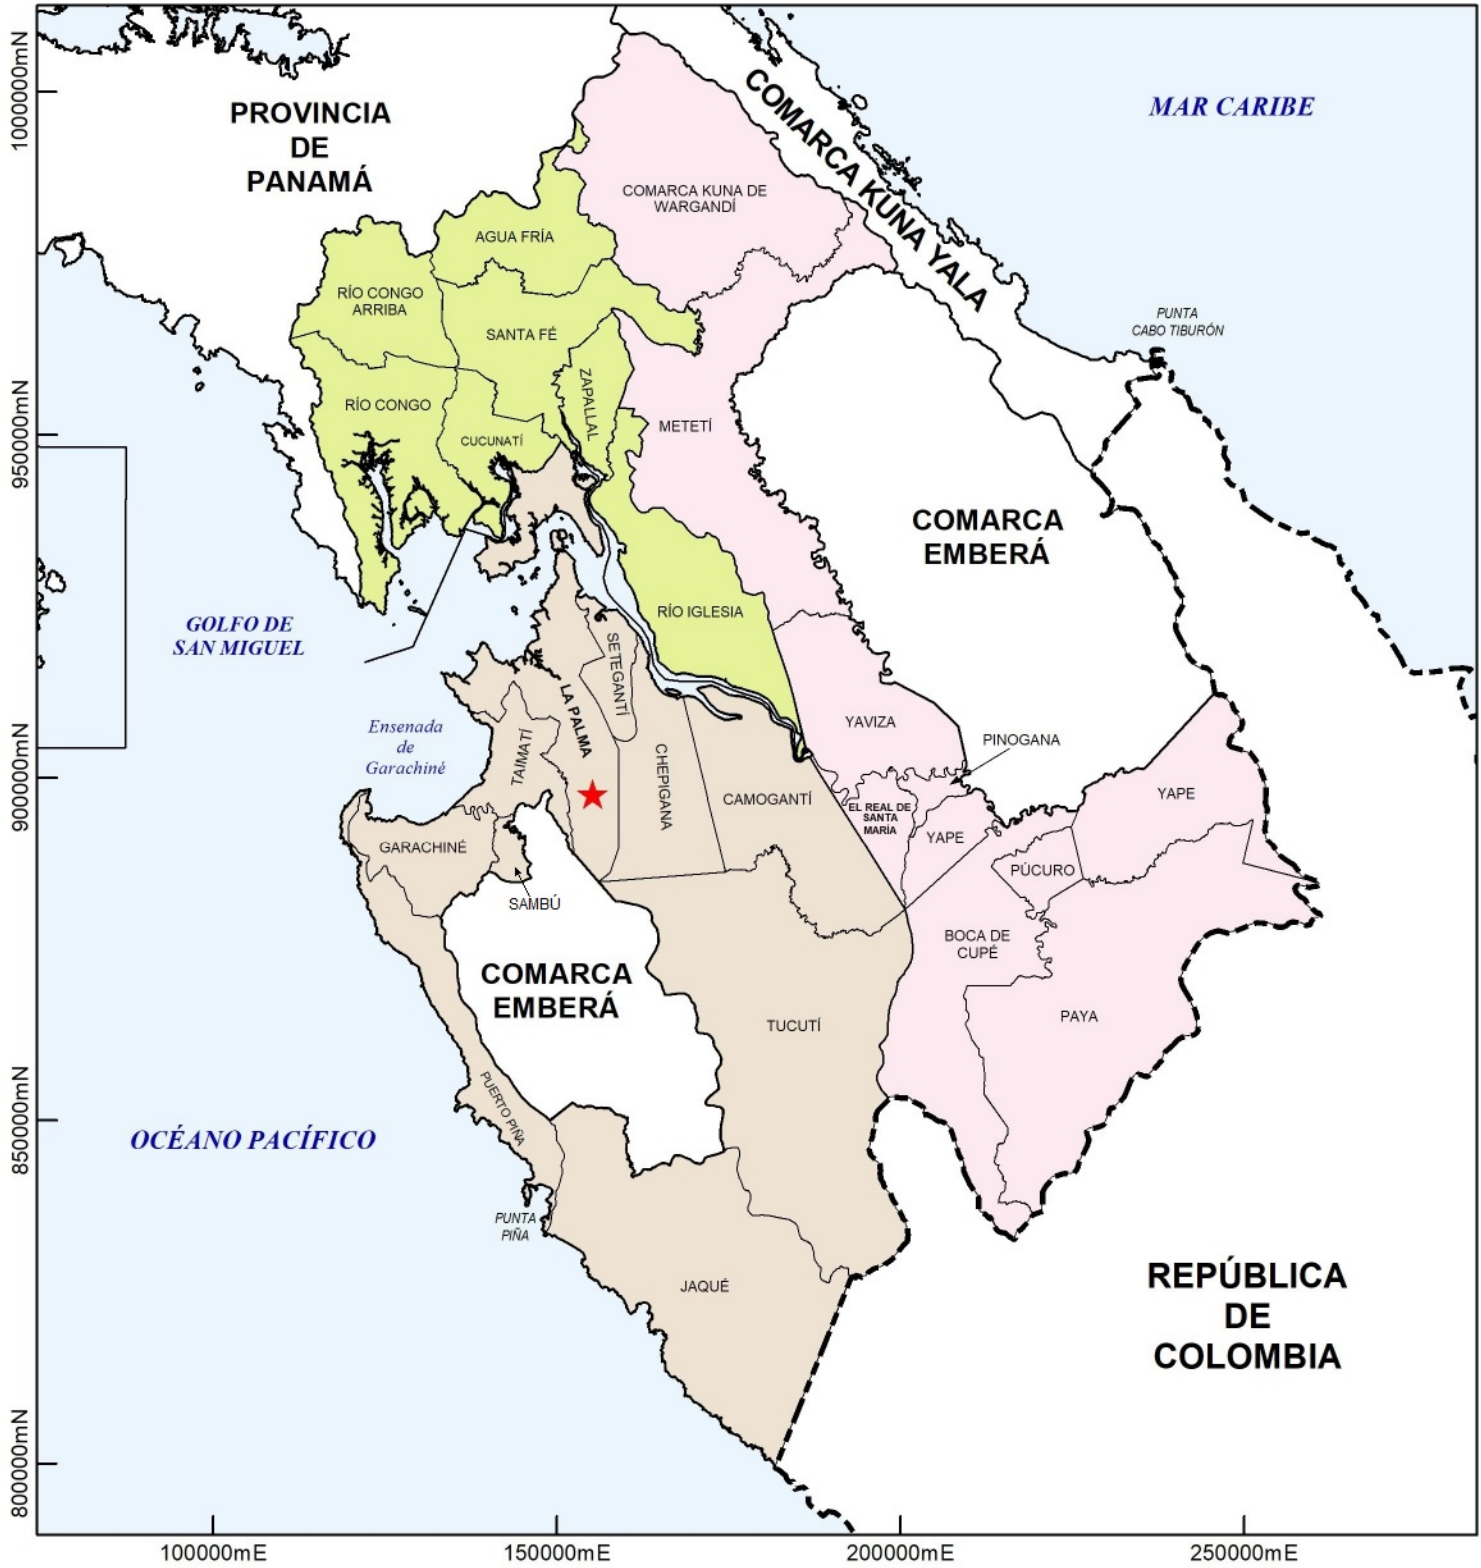 PROVINCIA
DE
PANAMÁ
COMARCA KUNA YALA
MAR CARIBE
COMARCA KUNA DE
WARGANDÍ
AGUA FRÍA
RÍO CONGO
ARRIBA
SANTA FÉ
PUNTA
CABO TIBURÓN
ZAPALLAL
RÍO CONGO
METETÍ
CUCUNATÍ
COMARCA
EMBERÁ
RÍO IGLESIA
GOLFO DE
SAN MIGUEL
SETEGANTÍ
LA PALMA
YAVIZA
PINOGANA
Ensenada
de
Garachiné
TAIMATÍ
CHEPIGANA
CAMOGANTÍ
YAPE
EL REAL DE
SANTA
MARÍA
YAPE
GARACHINÉ
PÚCURO
SAMBÚ
BOCA DE
CUPÉ
COMARCA
EMBERÁ
TUCUTÍ
PAYA
PUERTO PIÑA
OCÉANO PACÍFICO
PUNTA
PIÑA
JAQUÉ
REPÚBLICA
DE
COLOMBIA
1000000mN
950000mN
900000mN
850000mN
800000mN
100000mE
150000mE
200000mE
250000mE